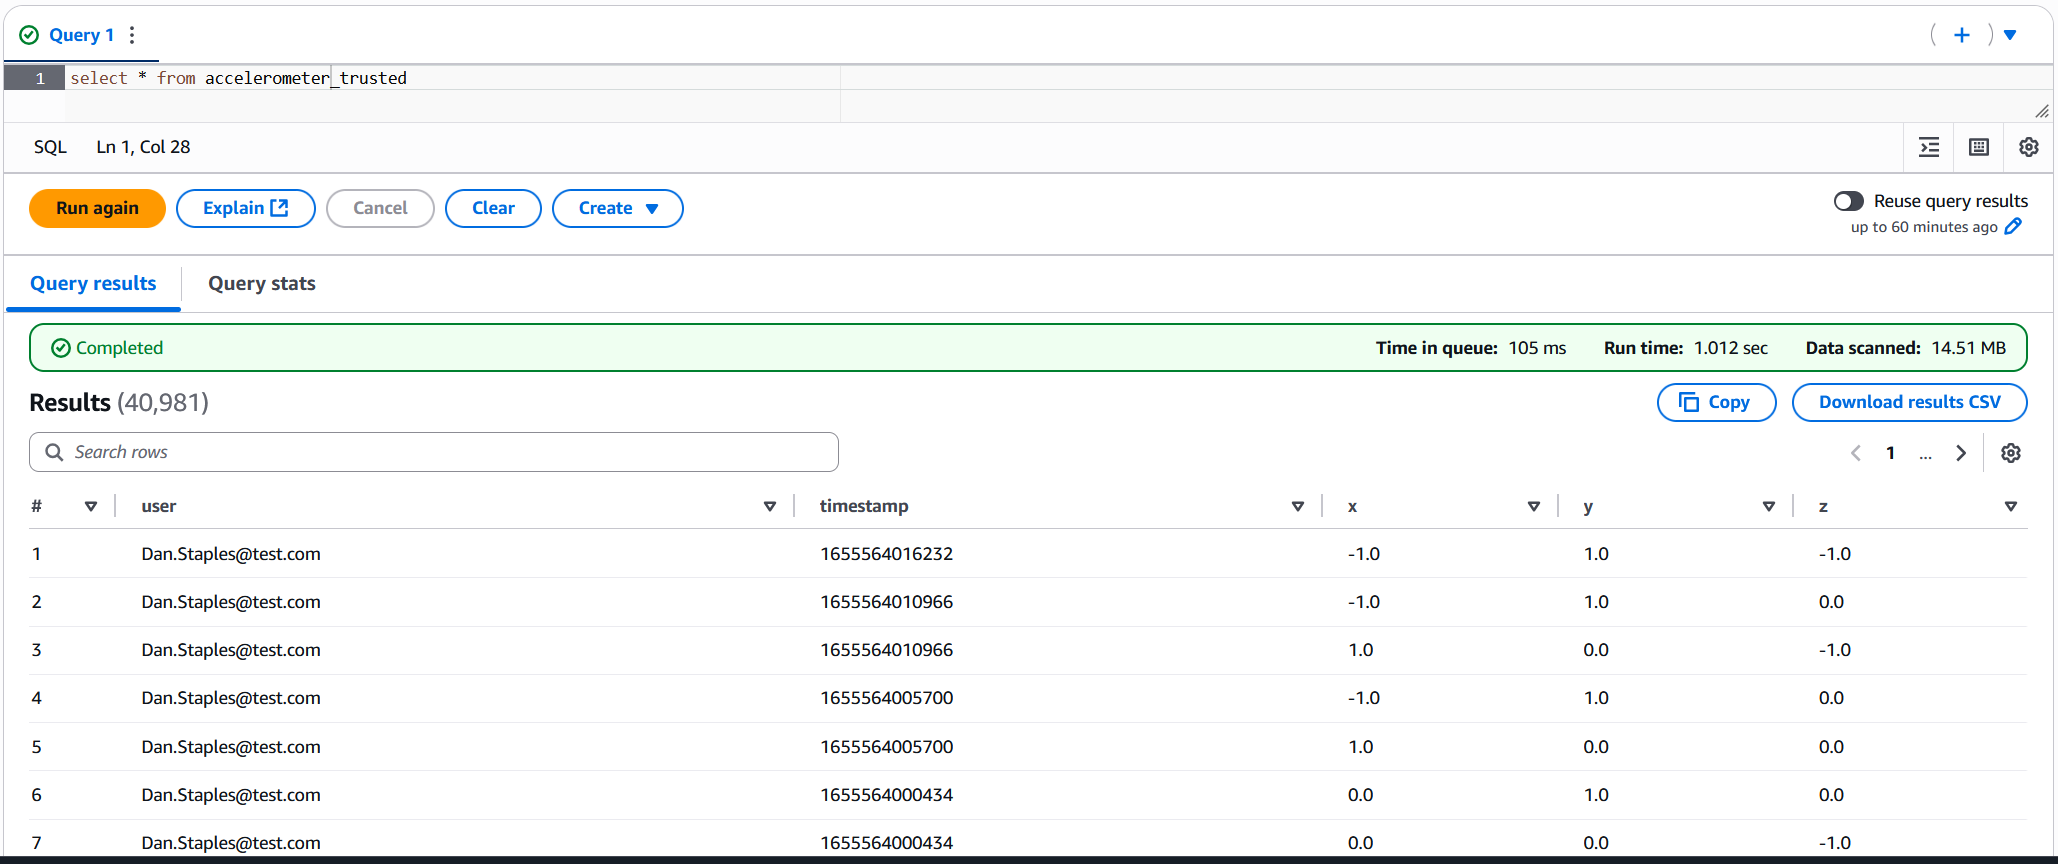 Query 1
1 select * from accelerometer_trusted
SQL Ln 1, Col 28
Run again Explain Cancel Clear Create
Reuse query results
up to 60 minutes ago
Query results Query stats
Completed Time in queue: 105 ms Run time: 1.012 sec Data scanned: 14.51 MB
Results (40,981) Copy Download results CSV
Search rows 1 ...
# user timestamp x y z
1 Dan.Staples@test.com 1655564016232 -1.0 1.0 -1.0
2 Dan.Staples@test.com 1655564010966 -1.0 1.0 0.0
3 Dan.Staples@test.com 1655564010966 1.0 0.0 -1.0
4 Dan.Staples@test.com 1655564005700 -1.0 1.0 0.0
5 Dan.Staples@test.com 1655564005700 1.0 0.0 0.0
6 Dan.Staples@test.com 1655564000434 0.0 1.0 0.0
7 Dan.Staples@test.com 1655564000434 0.0 0.0 -1.0